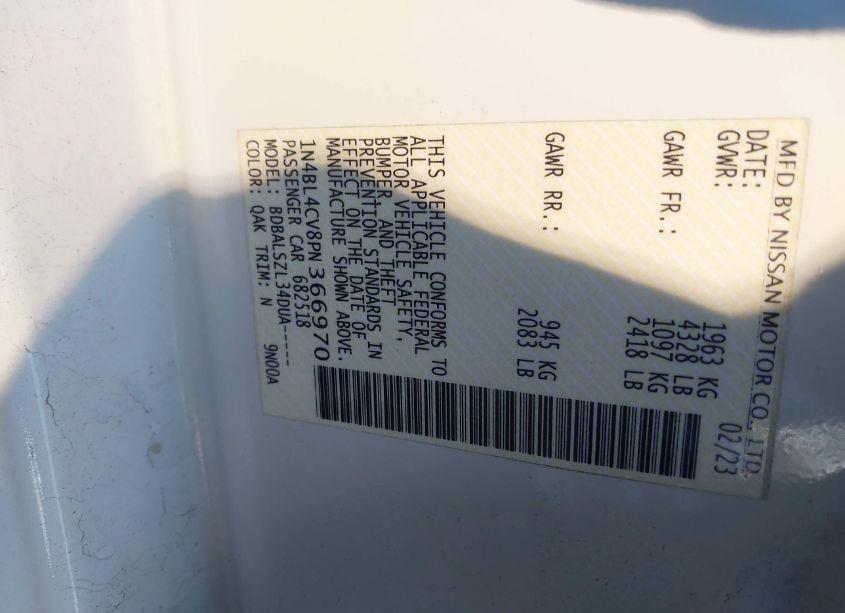 MFD BY NISSAN MOTOR CO., LTD.
DATE: 02/23
GVWR: 1963 KG
4328 LB
GAWR FR.: 1097 KG
2418 LB
GAWR RR.: 945 KG
2083 LB
THIS VEHICLE CONFORMS TO
ALL APPLICABLE FEDERAL
MOTOR VEHICLE SAFETY,
BUMPER, AND THEFT
PREVENTION STANDARDS IN
EFFECT ON THE DATE OF
MANUFACTURE SHOWN ABOVE.
1N4BL4CV8PN366970
PASSENGER CAR 682518
MODEL: BDBALSZL34DUA-----
COLOR: QAK TRIM: N 9N00A